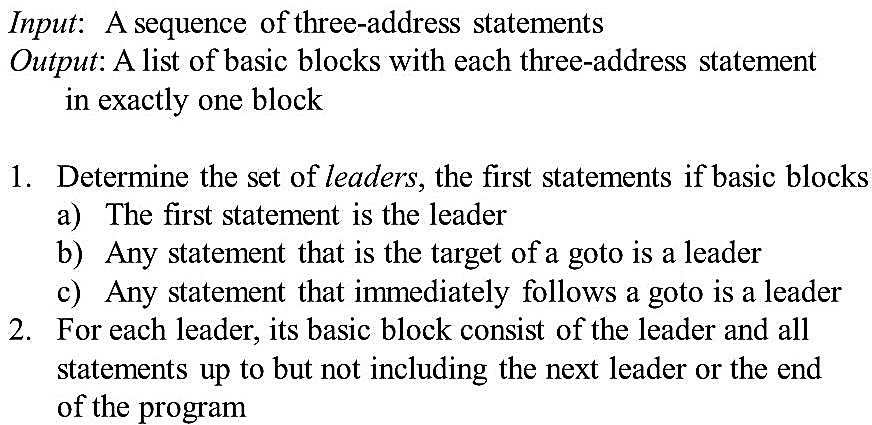 Input: A sequence of three-address statements
Output: A list of basic blocks with each three-address statement
in exactly one block
1. Determine the set of leaders, the first statements if basic blocks
a) The first statement is the leader
b) Any statement that is the target of a goto is a leader
c) Any statement that immediately follows a goto is a leader
2. For each leader, its basic block consist of the leader and all
statements up to but not including the next leader or the end
of the program